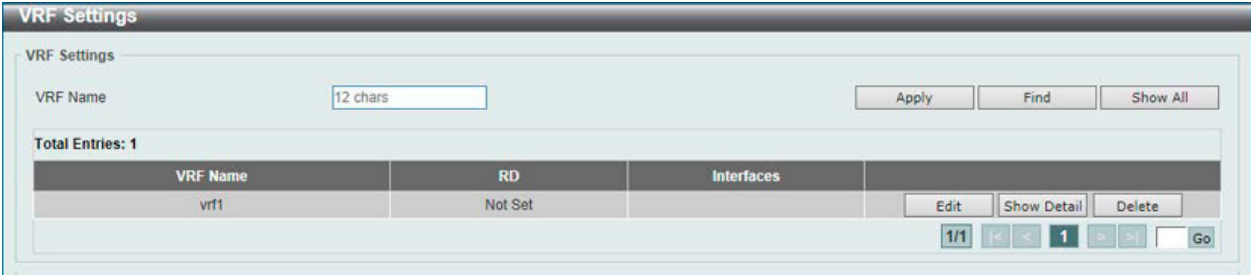 VRF Settings
VRF Settings
VRF Name 12 chars Apply Find Show All
Total Entries: 1
VRF Name RD Interfaces
vrf1 Not Set Edit Show Detail Delete
1/1 |< < 1 > >| Go